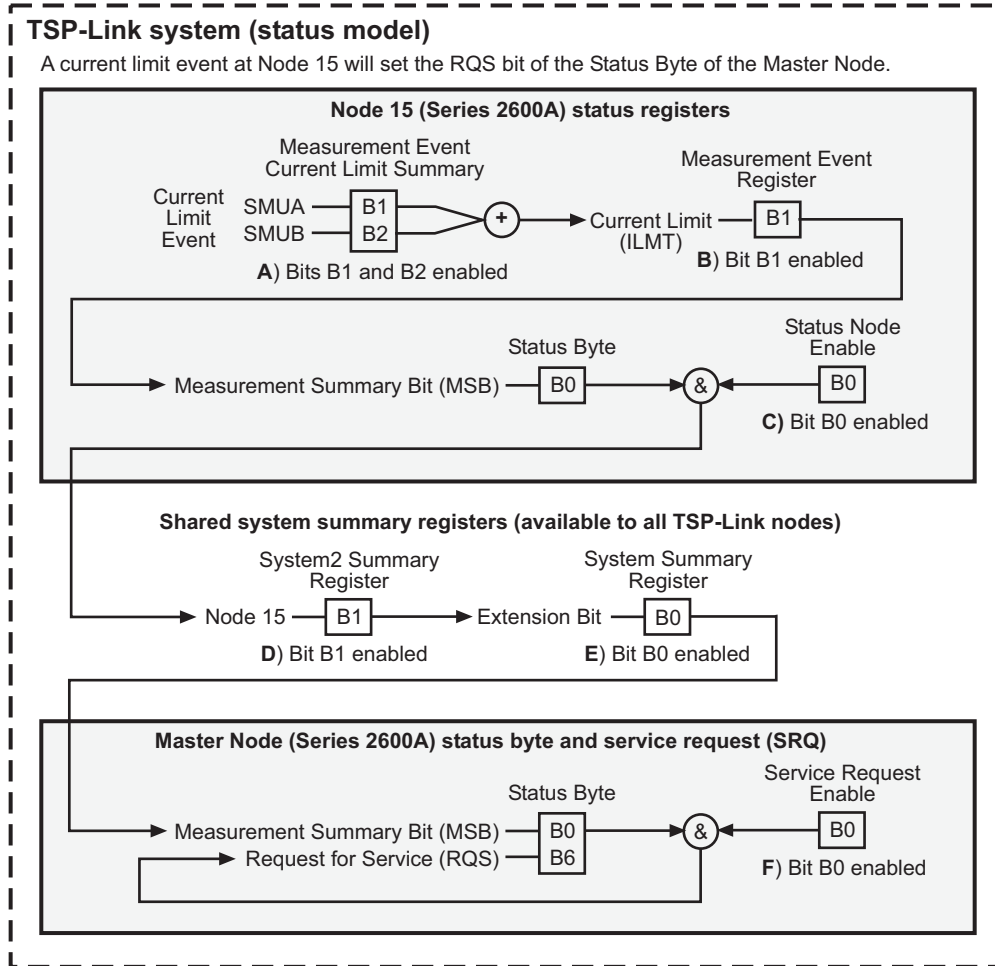 TSP-Link system (status model)
A current limit event at Node 15 will set the RQS bit of the Status Byte of the Master Node.
Node 15 (Series 2600A) status registers
Measurement Event
Current Limit Summary
Measurement Event
Register
Current
Limit
Event
SMUA
B1
SMUB
B2
+
Current Limit
(ILMT)
B1
A) Bits B1 and B2 enabled
B) Bit B1 enabled
Status Byte
Status Node
Enable
Measurement Summary Bit (MSB)
B0
&
B0
C) Bit B0 enabled
Shared system summary registers (available to all TSP-Link nodes)
System2 Summary
Register
System Summary
Register
Node 15
B1
Extension Bit
B0
D) Bit B1 enabled
E) Bit B0 enabled
Master Node (Series 2600A) status byte and service request (SRQ)
Status Byte
Service Request
Enable
Measurement Summary Bit (MSB)
B0
&
B0
Request for Service (RQS)
B6
F) Bit B0 enabled